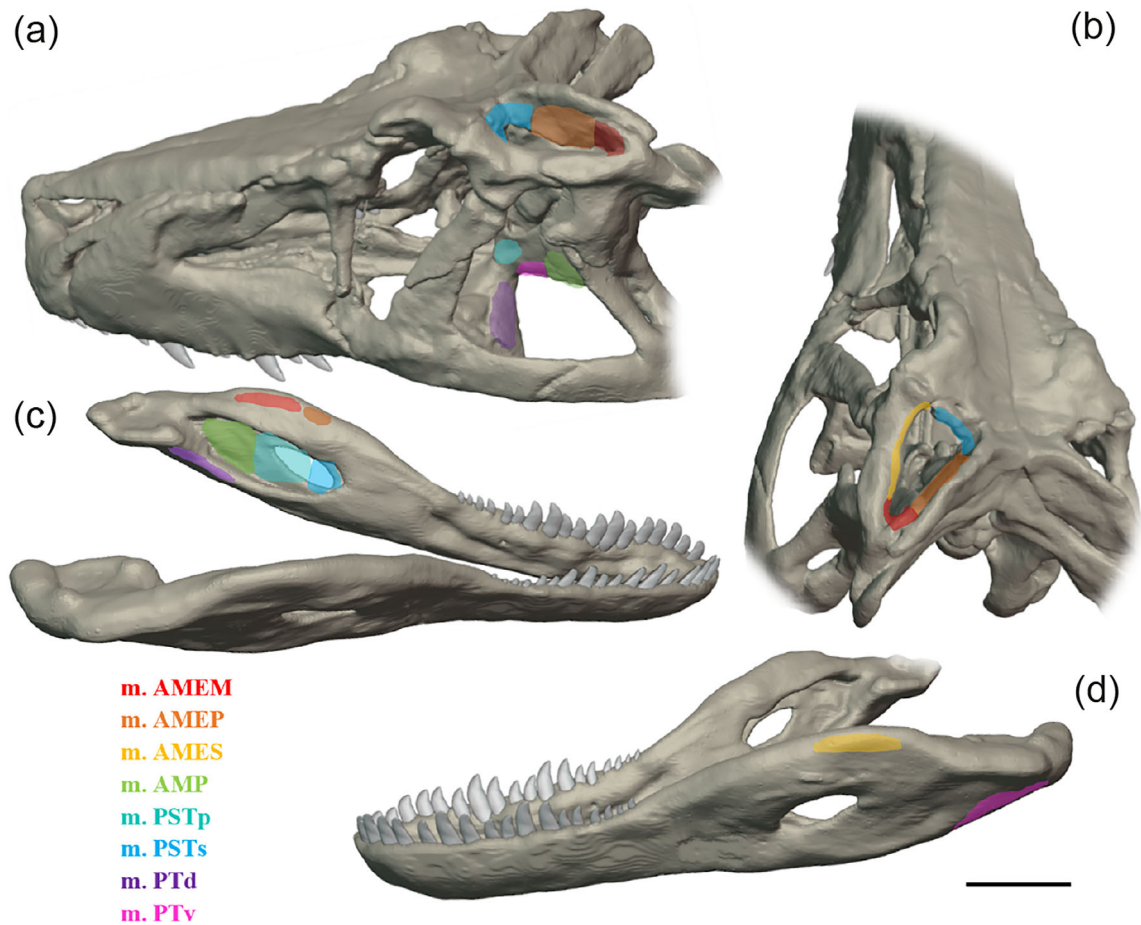 (a)
(b)
(c)
m. AMEM
m. AMEP
m. AMES
m. AMP
m. PSTp
m. PSTs
m. PTd
m. PTv
(d)